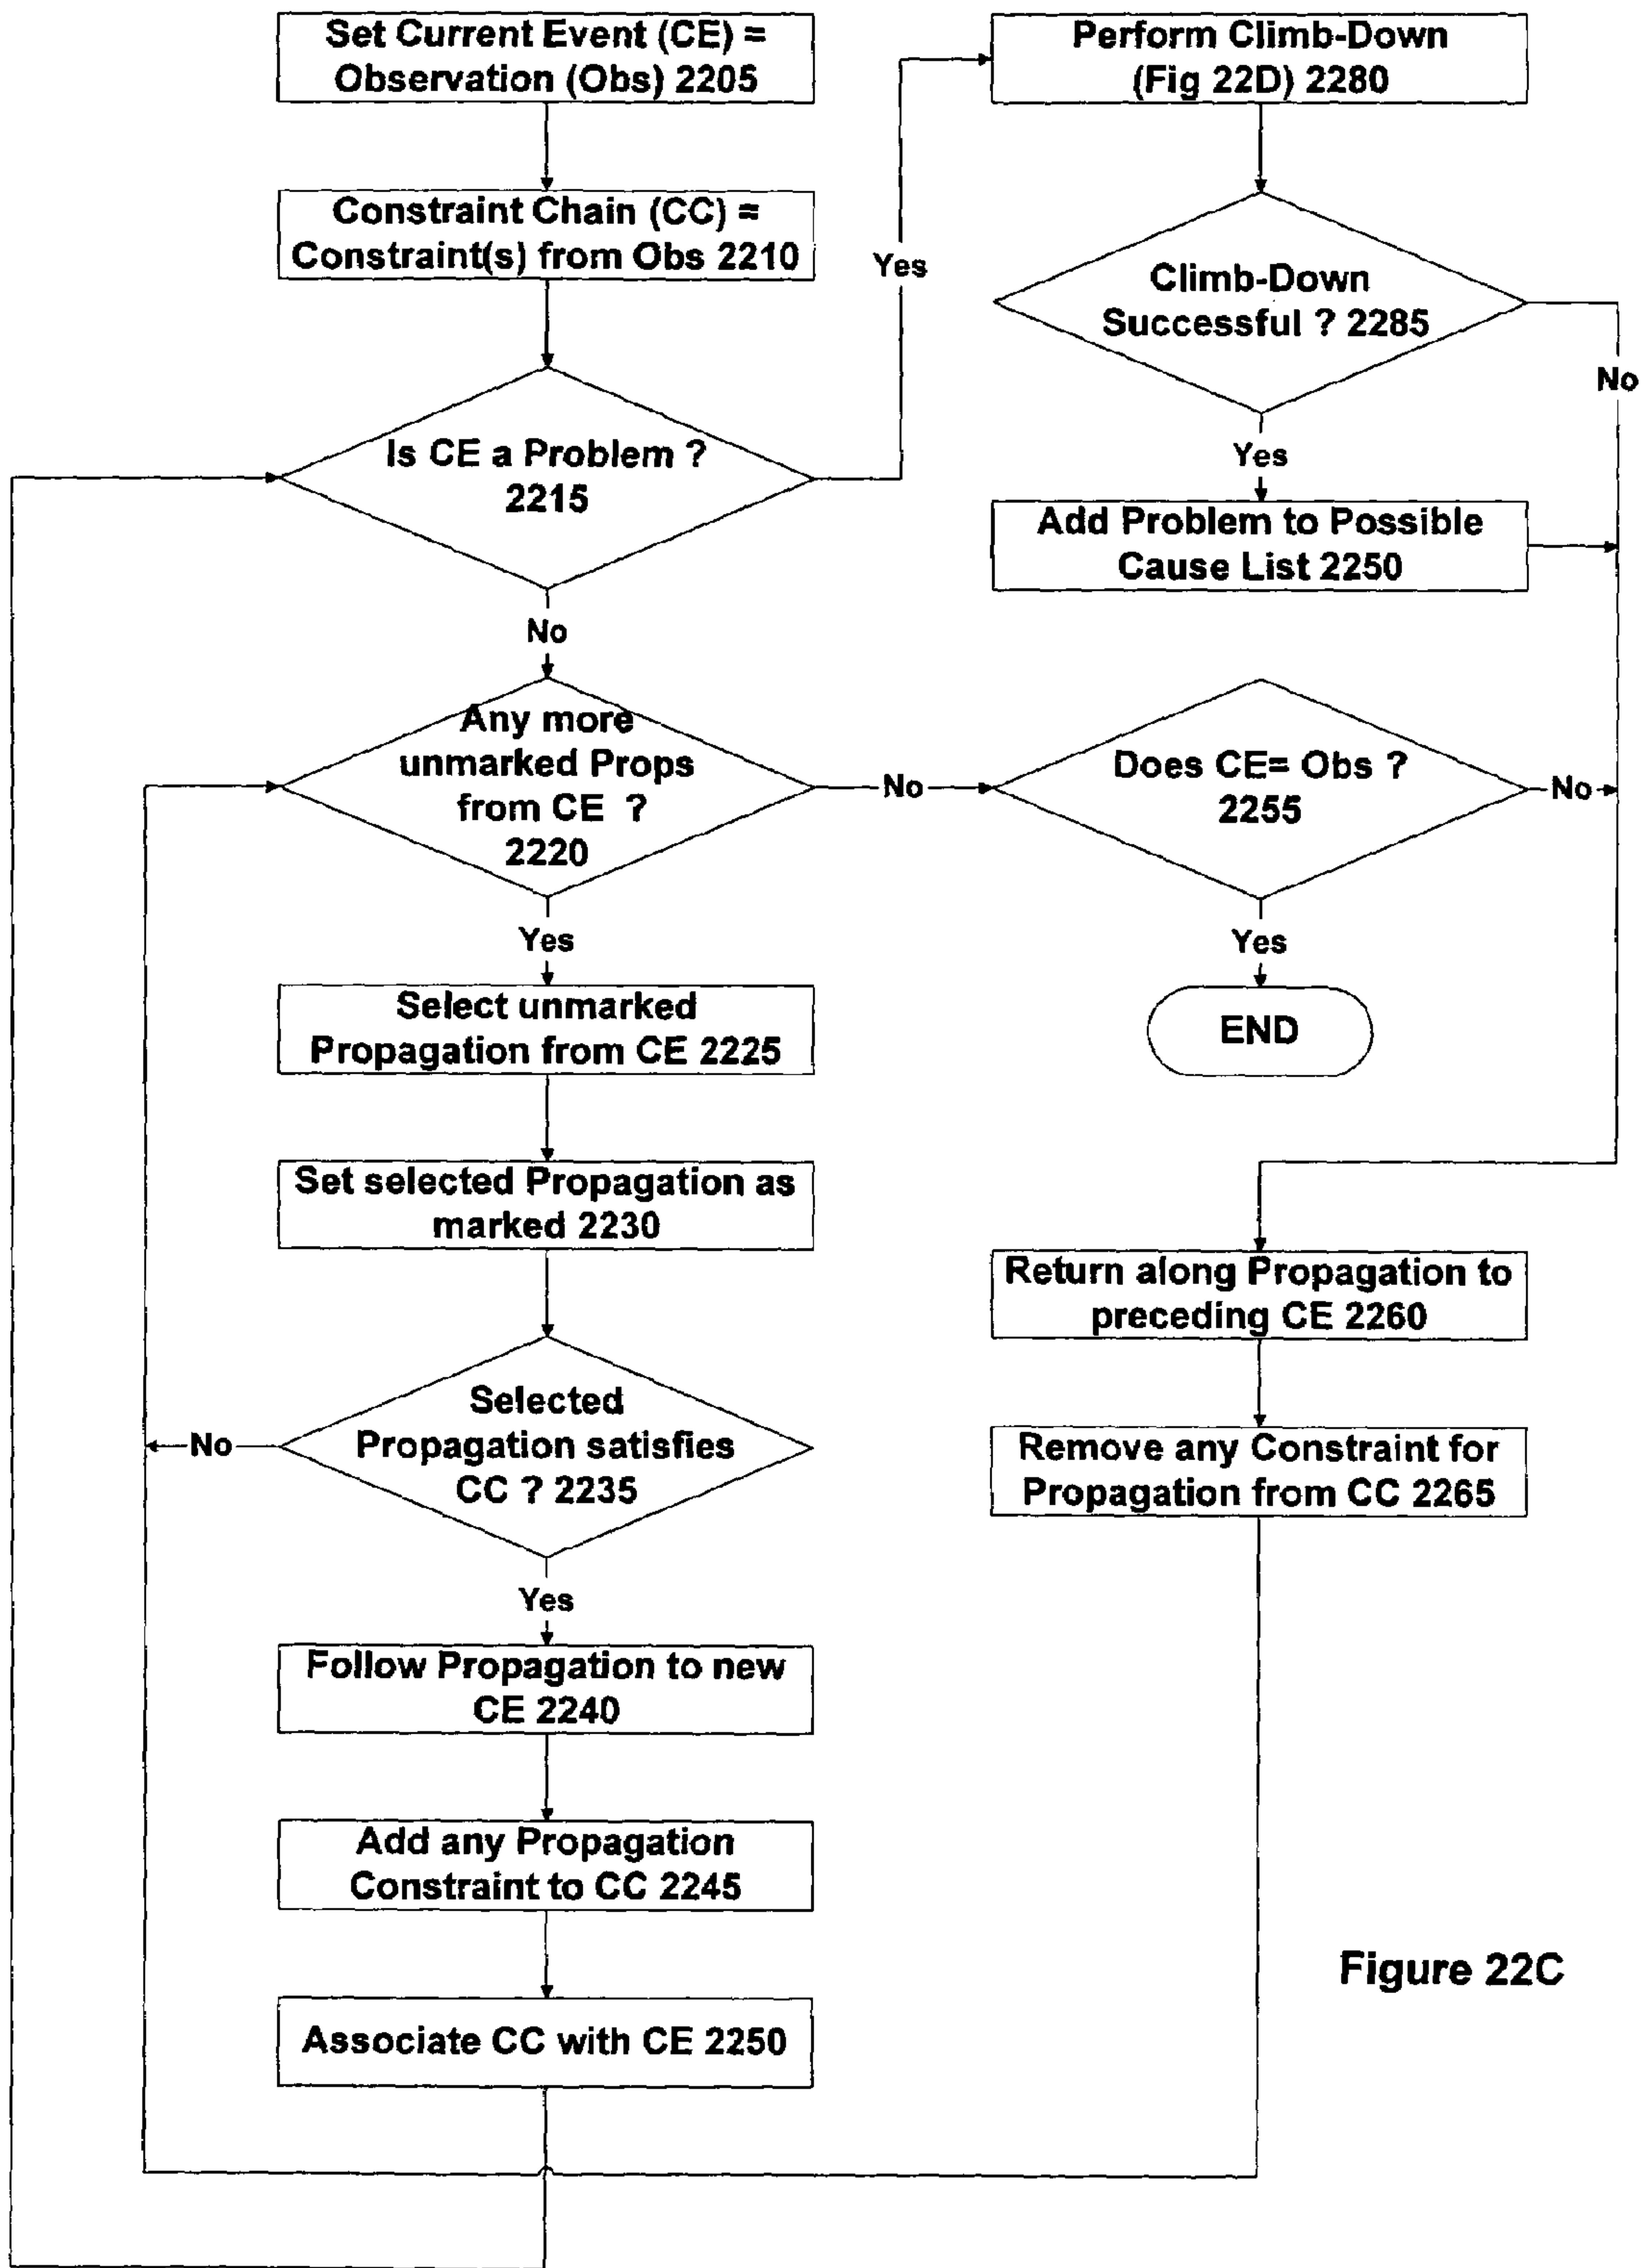 Set Current Event (CE) =
Observation (Obs) 2205
Constraint Chain (CC) =
Constraint(s) from Obs 2210
Is CE a Problem ?
2215
Yes
No
Any more
unmarked Props
from CE ?
2220
No
Yes
Select unmarked
Propagation from CE 2225
Set selected Propagation as
marked 2230
Selected
Propagation satisfies
CC ? 2235
No
Yes
Follow Propagation to new
CE 2240
Add any Propagation
Constraint to CC 2245
Associate CC with CE 2250
Perform Climb-Down
(Fig 22D) 2280
Climb-Down
Successful ? 2285
No
Yes
Add Problem to Possible
Cause List 2250
Does CE= Obs ?
2255
No
Yes
END
Return along Propagation to
preceding CE 2260
Remove any Constraint for
Propagation from CC 2265
Figure 22C